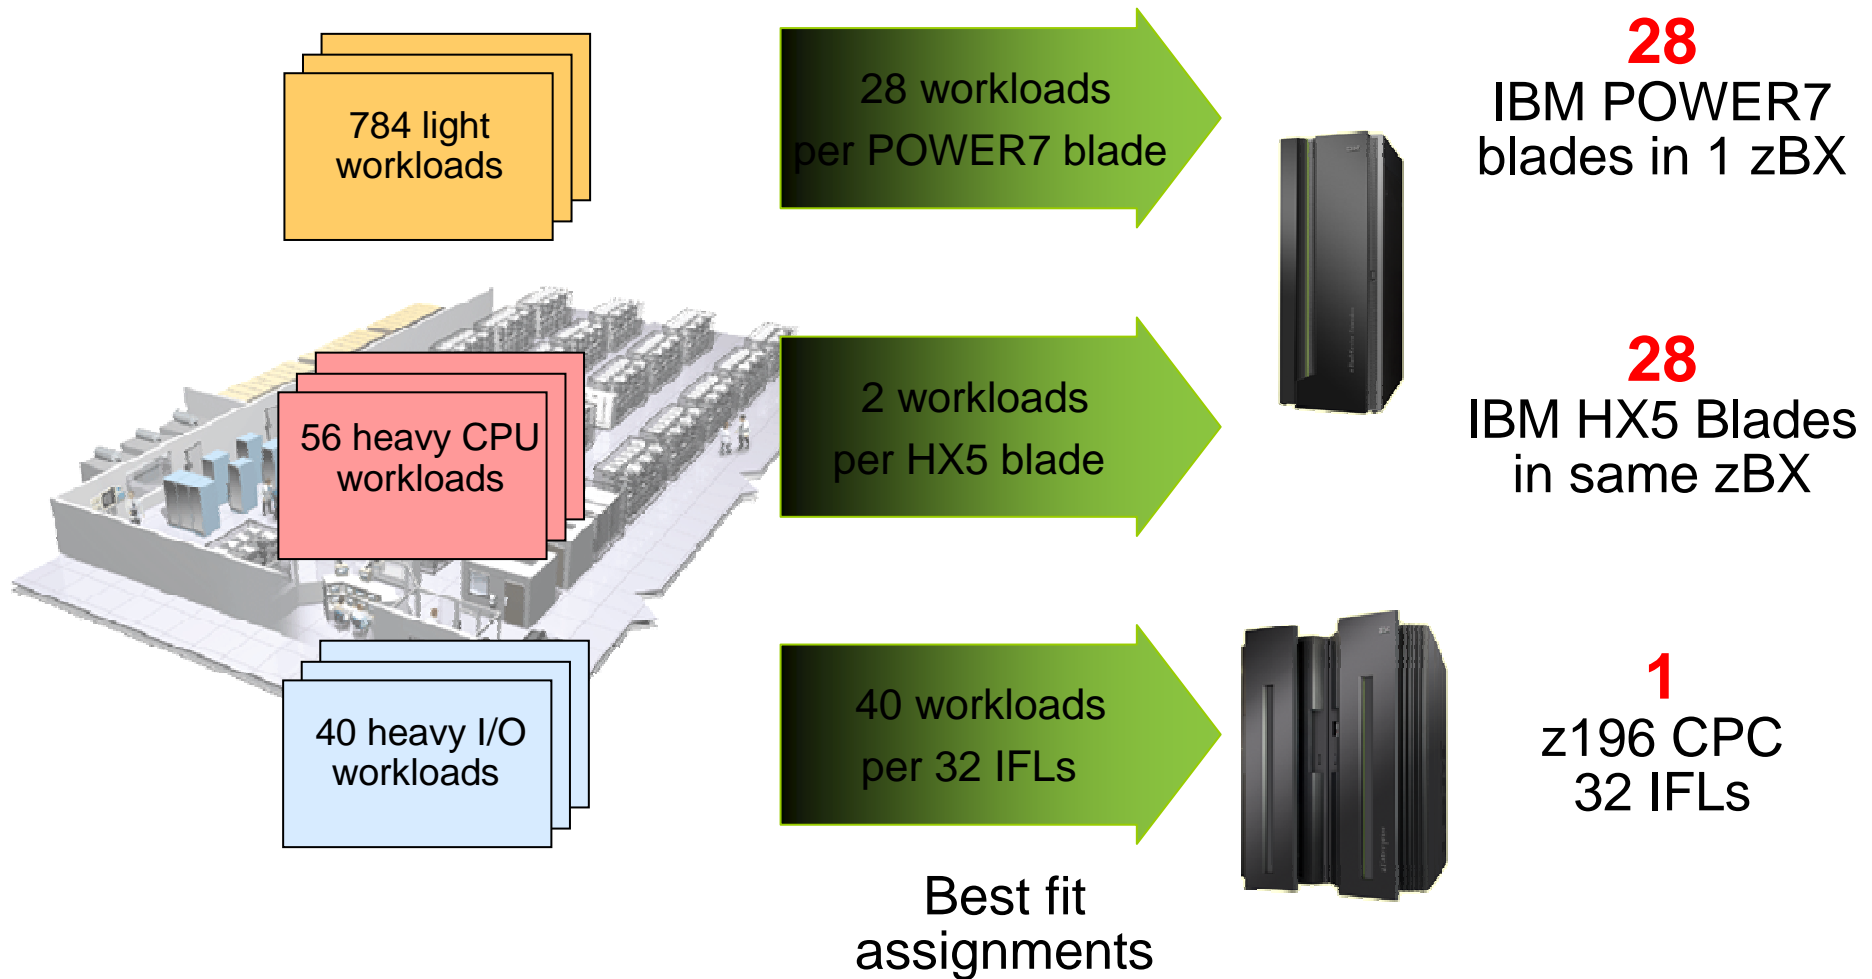 784 light
workloads
28 workloads
per POWER7 blade
28
IBM POWER7
blades in 1 zBX
56 heavy CPU
workloads
2 workloads
per HX5 blade
28
IBM HX5 Blades
in same zBX
40 heavy I/O
workloads
40 workloads
per 32 IFLs
1
z196 CPC
32 IFLs
Best fit
assignments